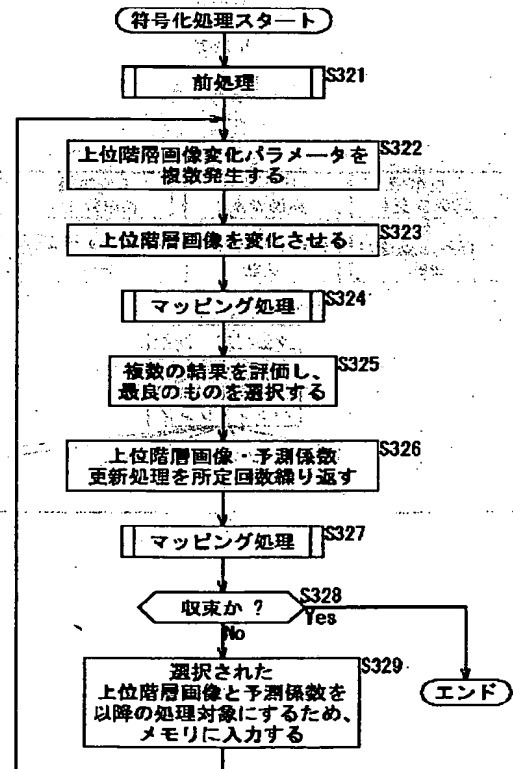 符号化処理スタート
前処理
S321
上位階層画像変化パラメータを
複数発生する
S322
上位階層画像を変化させる
S323
マッピング処理
S324
複数の結果を評価し、
最良のものを選択する
S325
上位階層画像・予測係数
更新処理を所定回数繰り返す
S326
マッピング処理
S327
収束か ?
S328
Yes
No
選択された
上位階層画像と予測係数を
以降の処理対象にするため、
メモリに入力する
S329
エンド